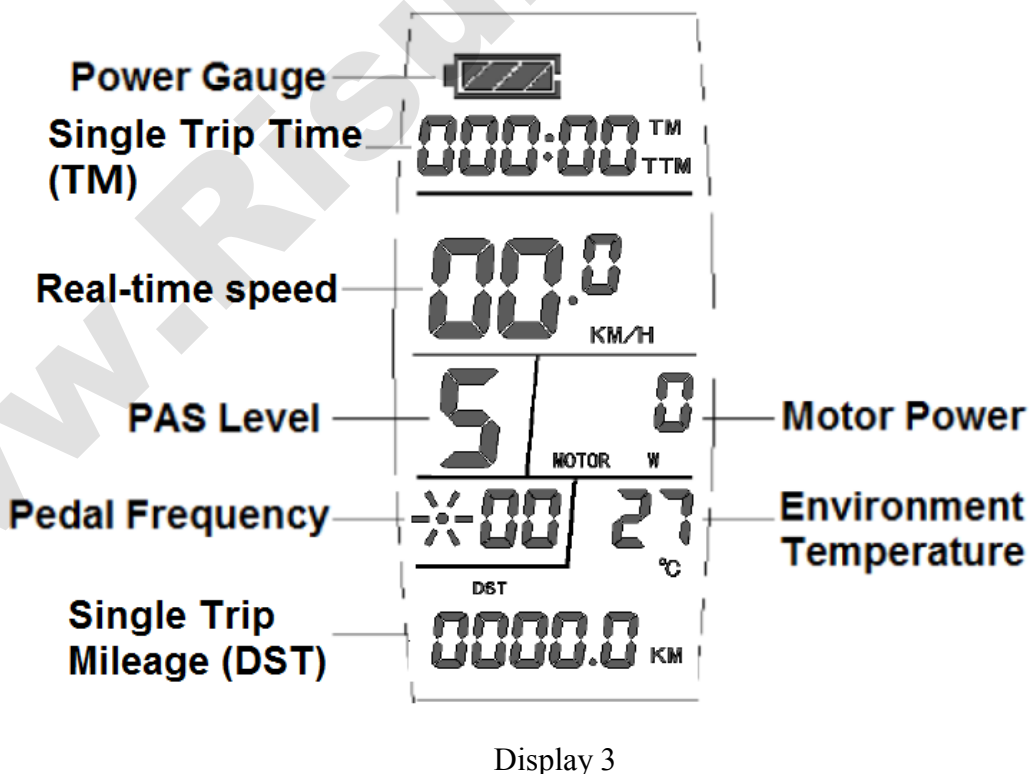 Power Gauge
Single Trip Time
(TM)
000:00 TM
TTM
Real-time speed
00.0
KM/H
PAS Level
5
0
MOTOR W
Motor Power
Pedal Frequency
00
27
°C
Environment
Temperature
DST
Single Trip
Mileage (DST)
0000.0 KM
Display 3
w.Risu